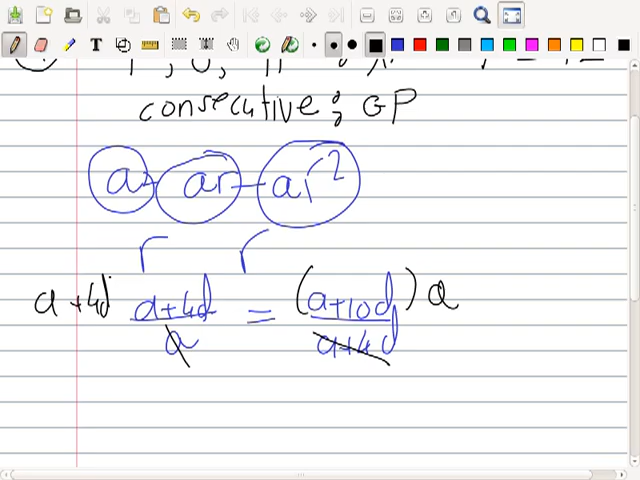 consecutive : GP
a ar ar²
r r
a+4d (a+4d)/a = (a+10d)/(a+4d) a